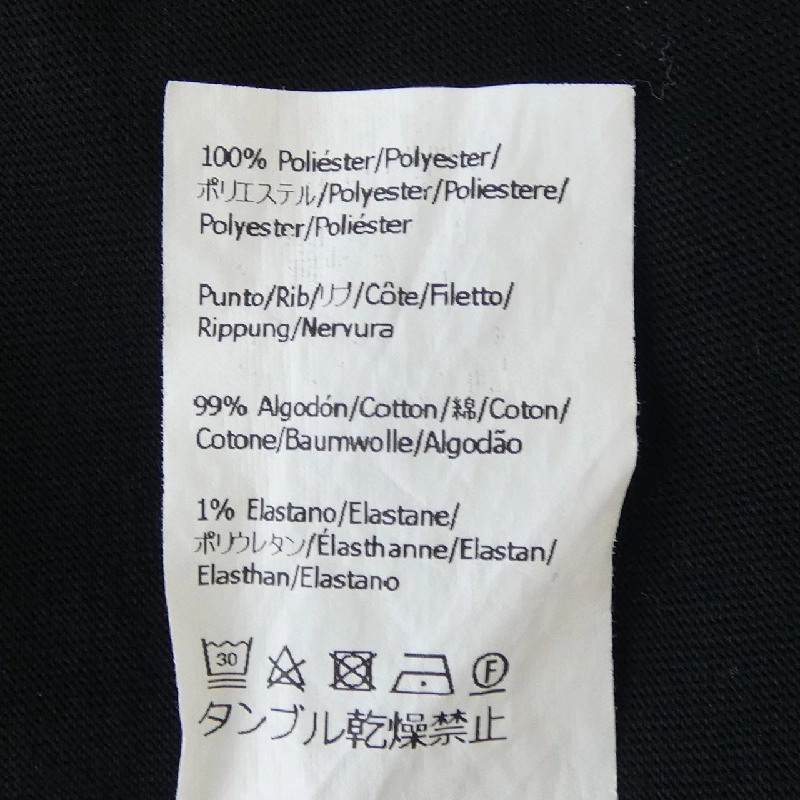 100% Poliéster/Polyester/
ポリエステル/Polyester/Poliestere/
Polyester/Poliéster
Punto/Rib/リブ/Côte/Filetto/
Rippung/Nervura
99% Algodón/Cotton/綿/Coton/
Cotone/Baumwolle/Algodão
1% Elastano/Elastane/
ポリウレタン/Élasthanne/Elastan/
Elasthan/Elastano
30 F
タンブル乾燥禁止